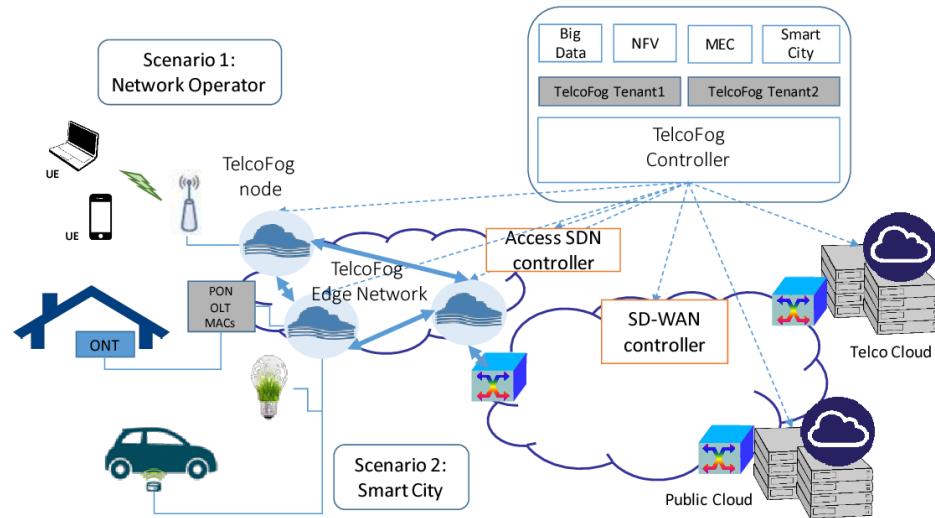 Scenario 1:
Network Operator
Big
Data
NFV
MEC
Smart
City
TelcoFog Tenant1
TelcoFog Tenant2
TelcoFog
Controller
UE
UE
TelcoFog
node
Access SDN
controller
TelcoFog
Edge Network
PON
OLT
MACs
ONT
SD-WAN
controller
Telco Cloud
Scenario 2:
Smart City
Public Cloud